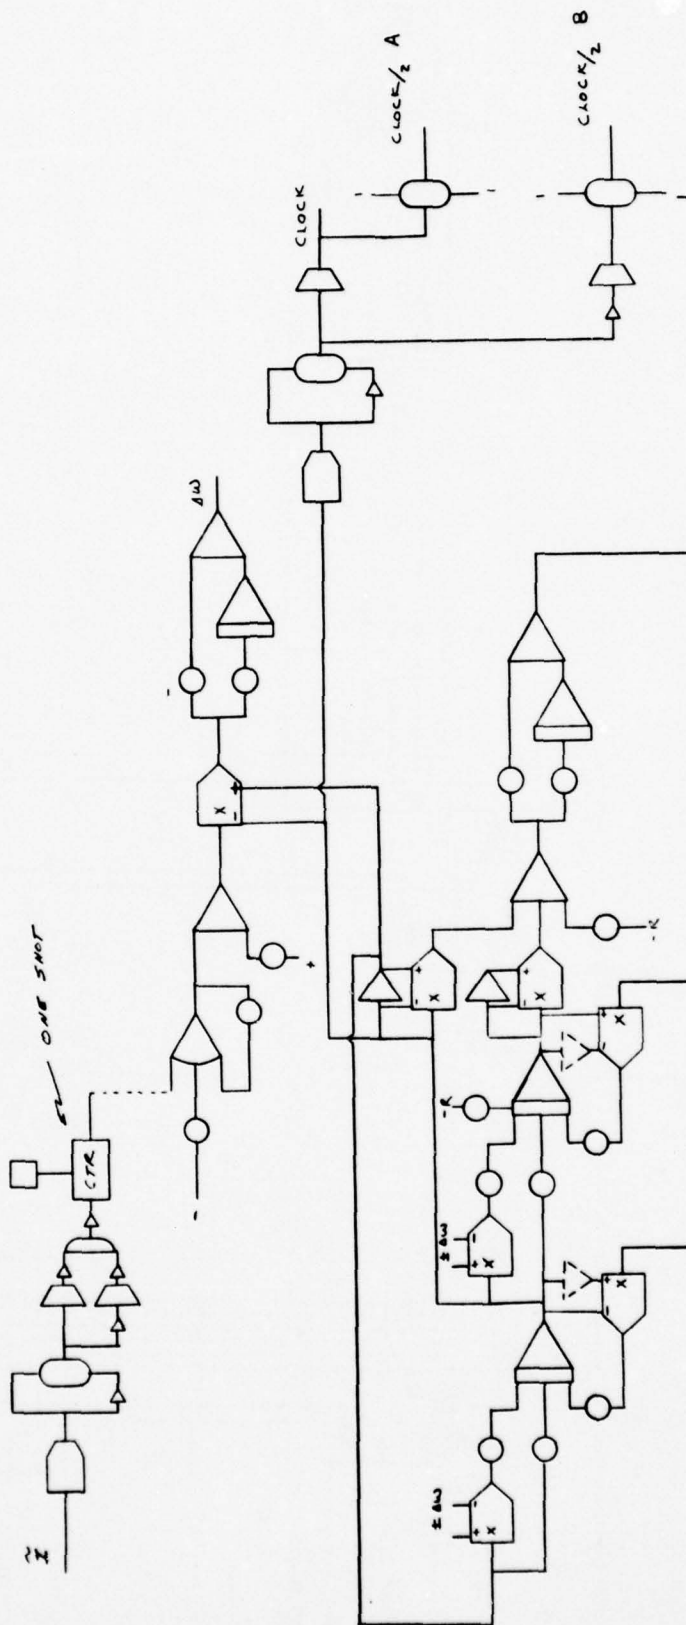 CLOCK/2 A
CLOCK/2 B
CLOCK
ΔW
ONE SHOT
CTR
X
- +
+
-
-R
-R
+ -
X
- +
X
- +
X
± ΔW
+ -
X
- +
X
± ΔW
+ -
X
Ĩ